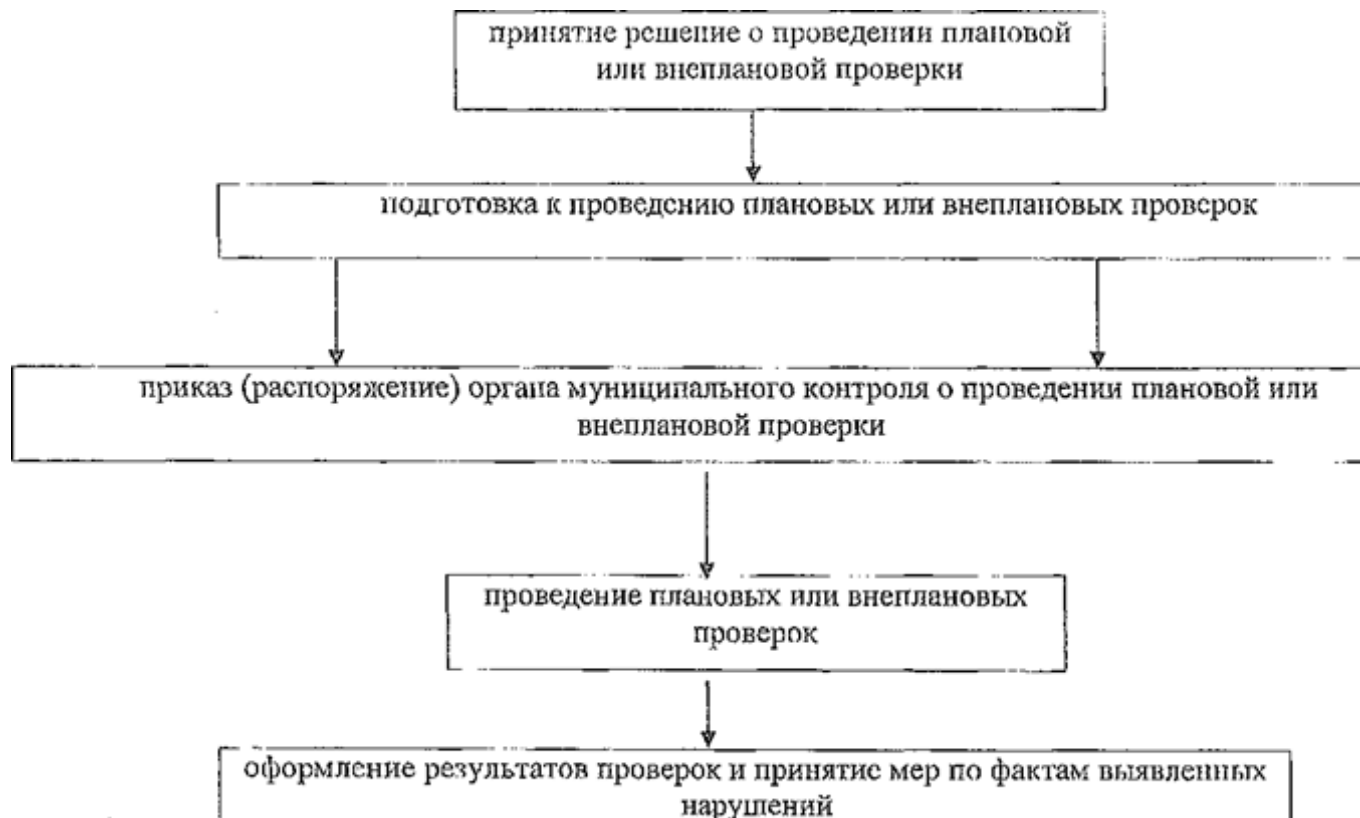 принятие решение о проведении плановой
или внеплановой проверки
подготовка к проведению плановых или внеплановых проверок
приказ (распоряжение) органа муниципального контроля о проведении плановой или
внеплановой проверки
проведение плановых или внеплановых
проверок
оформление результатов проверок и принятие мер по фактам выявленных
нарушений